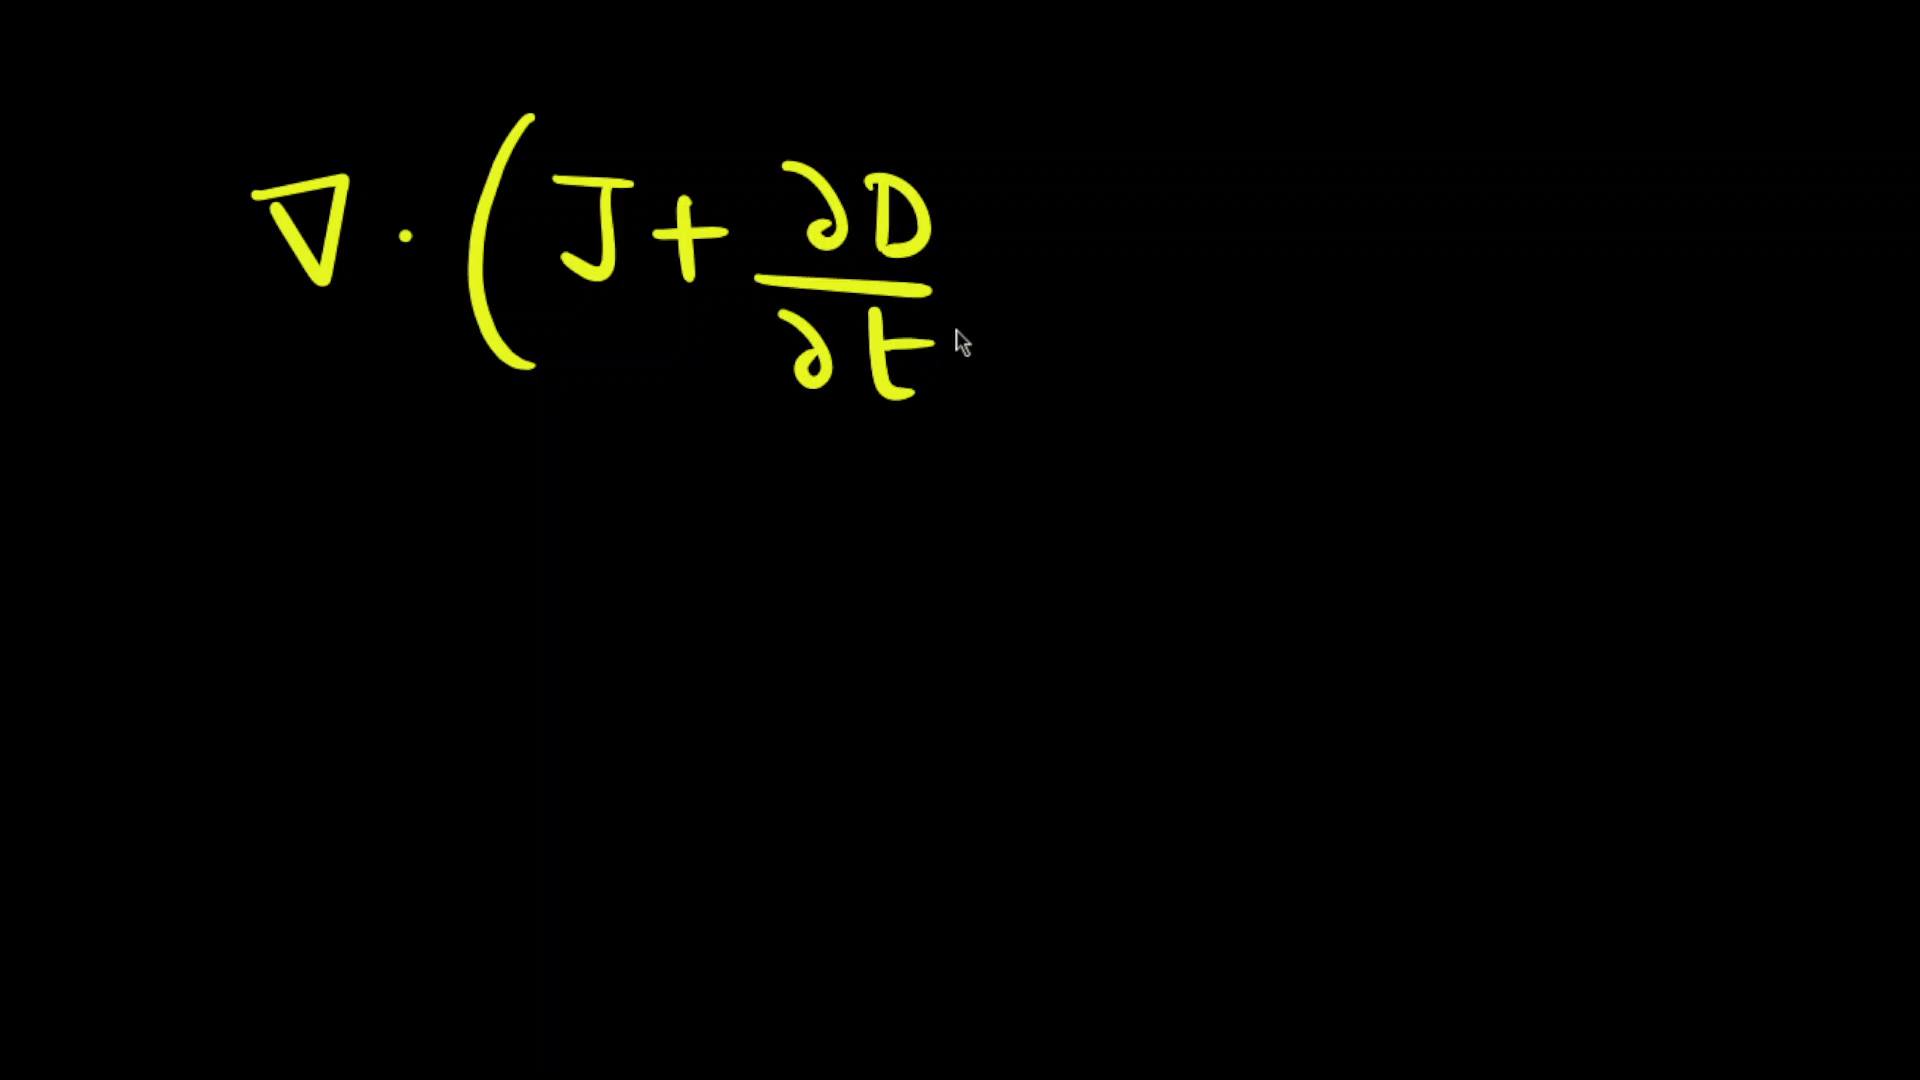 ∇ · (J + ∂D/∂t